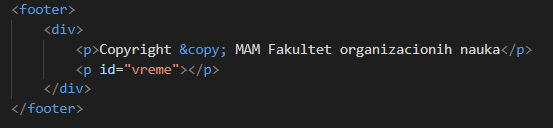 <footer>
<div>
<p>Copyright &copy; MAM Fakultet organizacionih nauka</p>
<p id="vreme"></p>
</div>
</footer>